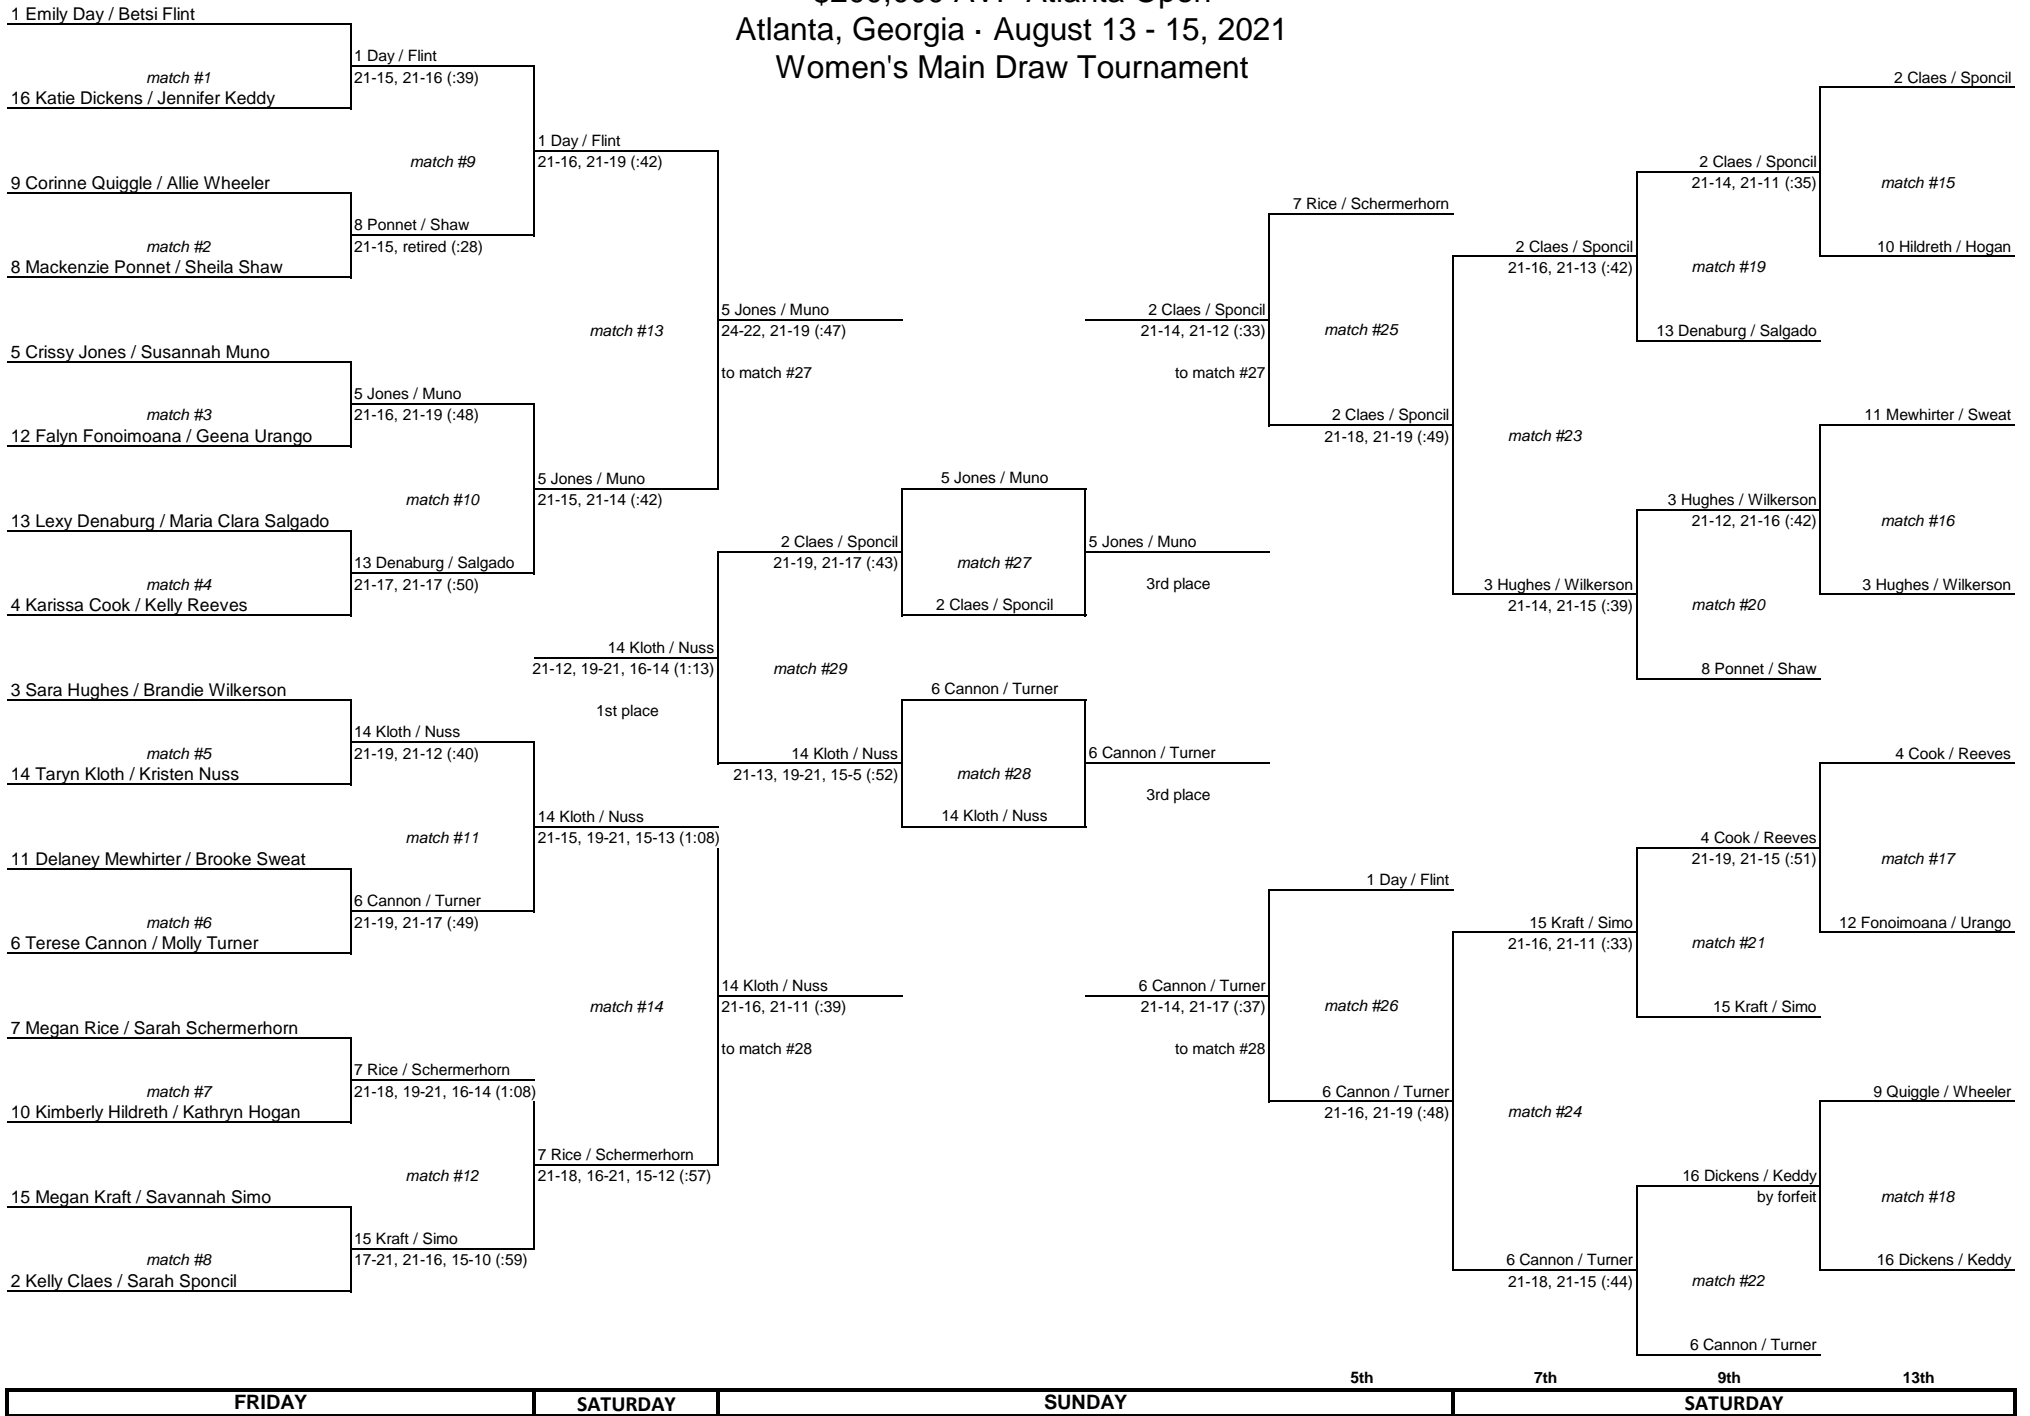 Atlanta, Georgia · August 13 - 15, 2021
Women's Main Draw Tournament
1 Emily Day / Betsi Flint
match #1
16 Katie Dickens / Jennifer Keddy
9 Corinne Quiggle / Allie Wheeler
match #2
8 Mackenzie Ponnet / Sheila Shaw
5 Crissy Jones / Susannah Muno
match #3
12 Falyn Fonoimoana / Geena Urango
13 Lexy Denaburg / Maria Clara Salgado
match #4
4 Karissa Cook / Kelly Reeves
3 Sara Hughes / Brandie Wilkerson
match #5
14 Taryn Kloth / Kristen Nuss
11 Delaney Mewhirter / Brooke Sweat
match #6
6 Terese Cannon / Molly Turner
7 Megan Rice / Sarah Schermerhorn
match #7
10 Kimberly Hildreth / Kathryn Hogan
15 Megan Kraft / Savannah Simo
match #8
2 Kelly Claes / Sarah Sponcil
1 Day / Flint
21-15, 21-16 (:39)
match #9
8 Ponnet / Shaw
21-15, retired (:28)
5 Jones / Muno
21-16, 21-19 (:48)
match #10
13 Denaburg / Salgado
21-17, 21-17 (:50)
14 Kloth / Nuss
21-19, 21-12 (:40)
match #11
6 Cannon / Turner
21-19, 21-17 (:49)
7 Rice / Schermerhorn
21-18, 19-21, 16-14 (1:08)
match #12
15 Kraft / Simo
17-21, 21-16, 15-10 (:59)
1 Day / Flint
21-16, 21-19 (:42)
match #13
5 Jones / Muno
21-15, 21-14 (:42)
14 Kloth / Nuss
21-12, 19-21, 16-14 (1:13)
1st place
14 Kloth / Nuss
21-15, 19-21, 15-13 (1:08)
match #14
7 Rice / Schermerhorn
21-18, 16-21, 15-12 (:57)
5 Jones / Muno
24-22, 21-19 (:47)
to match #27
2 Claes / Sponcil
21-19, 21-17 (:43)
match #29
14 Kloth / Nuss
21-13, 19-21, 15-5 (:52)
14 Kloth / Nuss
21-16, 21-11 (:39)
to match #28
5 Jones / Muno
match #27
2 Claes / Sponcil
6 Cannon / Turner
match #28
14 Kloth / Nuss
2 Claes / Sponcil
21-14, 21-12 (:33)
to match #27
5 Jones / Muno
3rd place
6 Cannon / Turner
3rd place
6 Cannon / Turner
21-14, 21-17 (:37)
to match #28
7 Rice / Schermerhorn
match #25
2 Claes / Sponcil
21-18, 21-19 (:49)
1 Day / Flint
match #26
6 Cannon / Turner
21-16, 21-19 (:48)
2 Claes / Sponcil
21-16, 21-13 (:42)
match #23
3 Hughes / Wilkerson
21-14, 21-15 (:39)
15 Kraft / Simo
21-16, 21-11 (:33)
match #24
6 Cannon / Turner
21-18, 21-15 (:44)
2 Claes / Sponcil
21-14, 21-11 (:35)
match #19
13 Denaburg / Salgado
3 Hughes / Wilkerson
21-12, 21-16 (:42)
match #20
8 Ponnet / Shaw
4 Cook / Reeves
21-19, 21-15 (:51)
match #21
15 Kraft / Simo
16 Dickens / Keddy
by forfeit
match #22
6 Cannon / Turner
2 Claes / Sponcil
match #15
10 Hildreth / Hogan
11 Mewhirter / Sweat
match #16
3 Hughes / Wilkerson
4 Cook / Reeves
match #17
12 Fonoimoana / Urango
9 Quiggle / Wheeler
match #18
16 Dickens / Keddy
5th 7th 9th 13th
FRIDAY SATURDAY SUNDAY SATURDAY